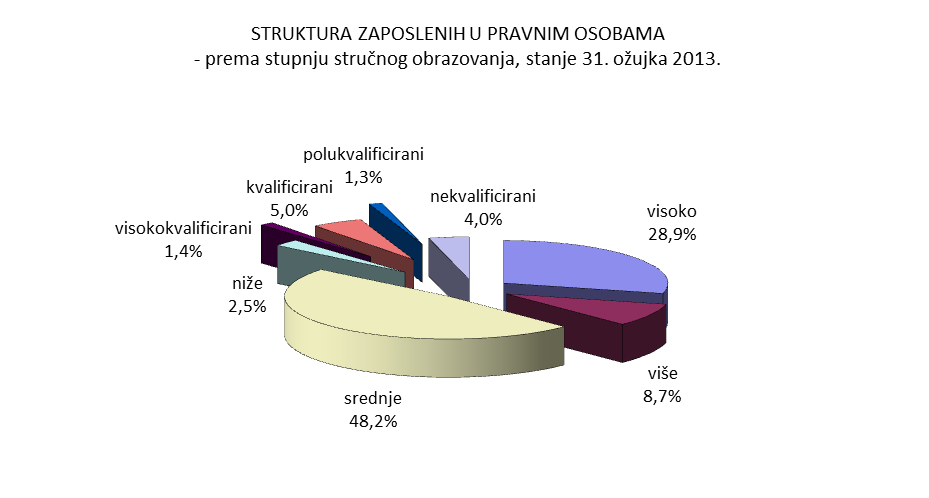 STRUKTURA ZAPOSLENIH U PRAVNIM OSOBAMA
- prema stupnju stručnog obrazovanja, stanje 31. ožujka 2013.
polukvalificirani
1,3%
kvalificirani
5,0%
nekvalificirani
4,0%
visoko
28,9%
visokokvalificirani
1,4%
niže
2,5%
više
8,7%
srednje
48,2%